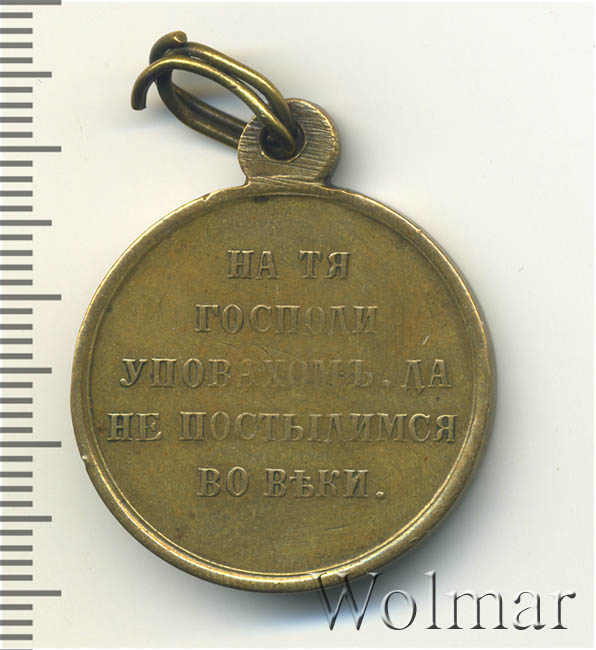 НА ТЯ
ГОСПОДИ
УПОВАХОМЪ. ДА
НЕ ПОСТЫДИМСЯ
ВО ВѢКИ.
Wolmar